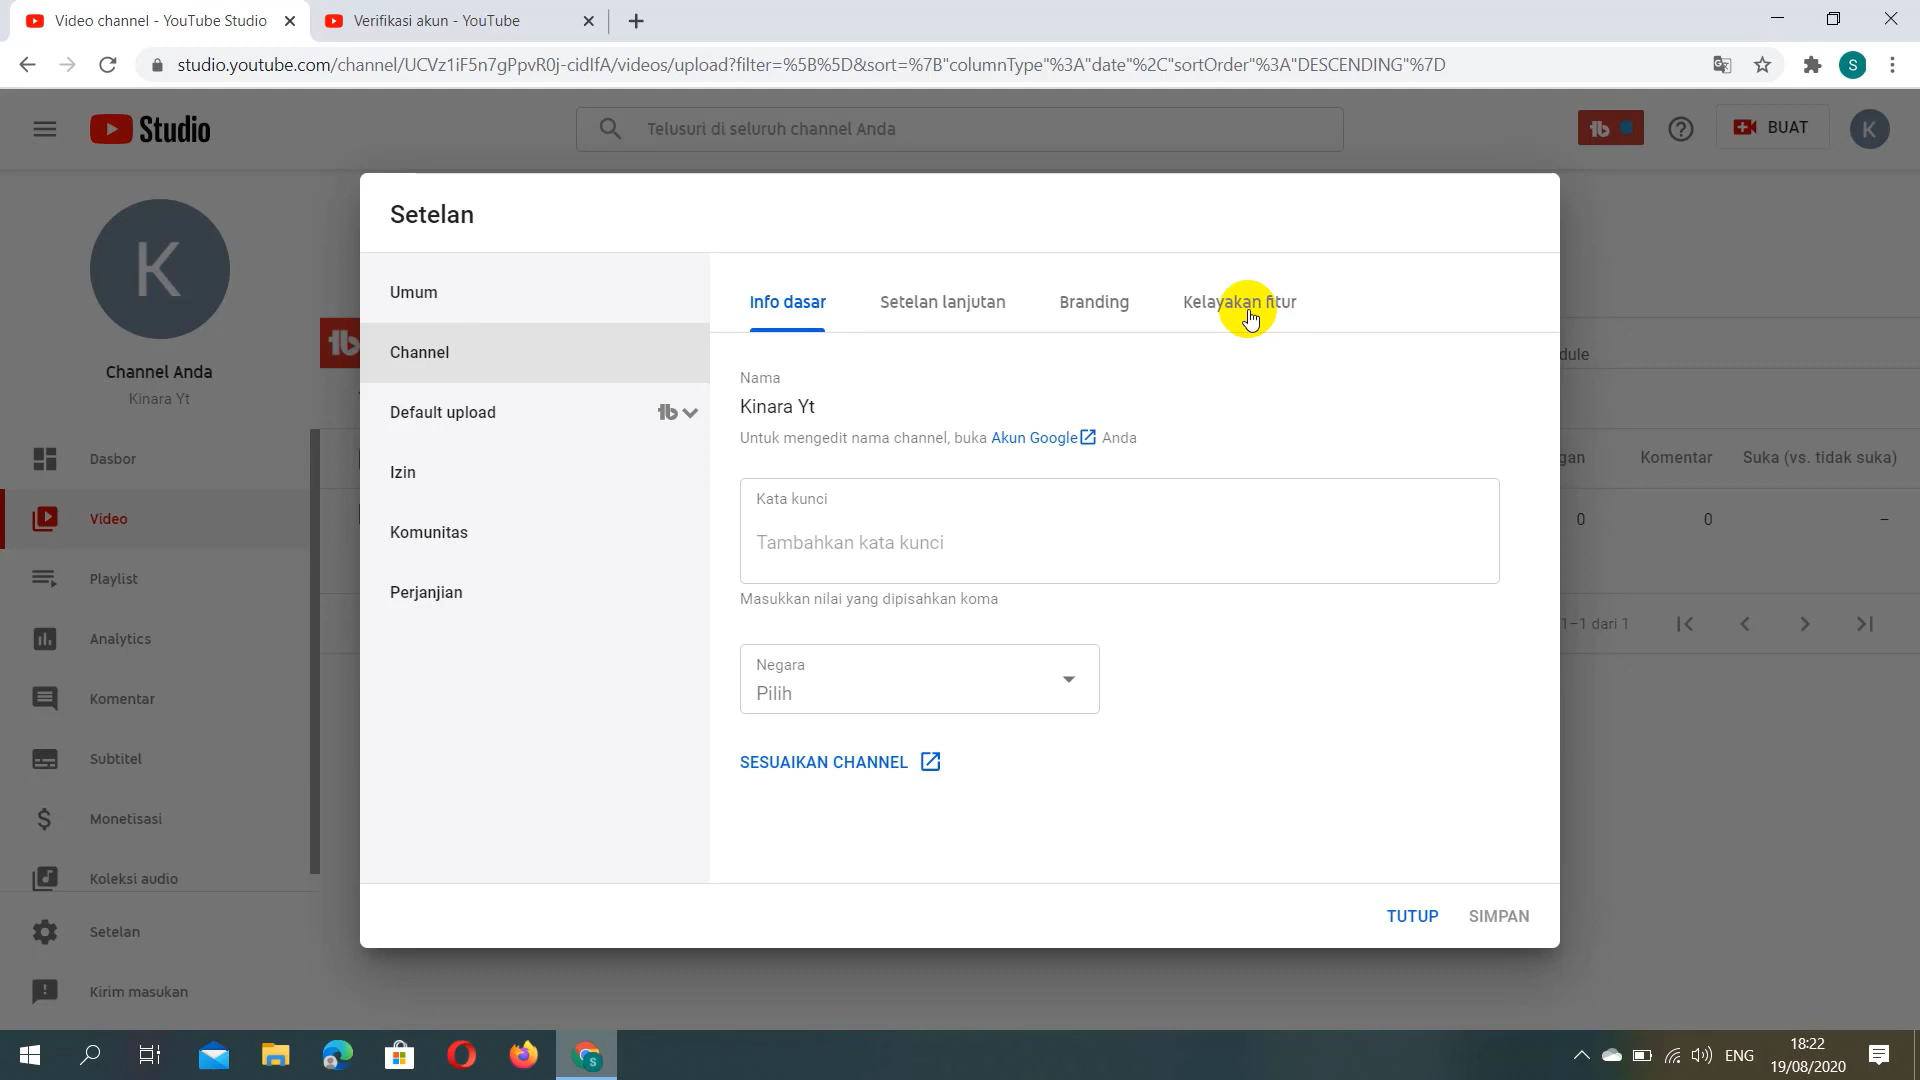 Video channel - YouTube Studio
Verifikasi akun - YouTube
studio.youtube.com/channel/UCVz1iF5n7gPpvR0j-cidIfA/videos/upload?filter=%5B%5D&sort=%7B"columnType"%3A"date"%2C"sortOrder"%3A"DESCENDING"%7D
S
Studio
Telusuri di seluruh channel Anda
BUAT
K
K
Channel Anda
Kinara Yt
Dasbor
Video
Playlist
Analytics
Komentar
Subtitel
Monetisasi
Koleksi audio
Setelan
Kirim masukan
Setelan
Umum
Channel
Default upload
Izin
Komunitas
Perjanjian
Info dasar
Setelan lanjutan
Branding
Kelayakan fitur
Nama
Kinara Yt
Untuk mengedit nama channel, buka Akun Google Anda
Kata kunci
Tambahkan kata kunci
Masukkan nilai yang dipisahkan koma
Negara
Pilih
SESUAIKAN CHANNEL
TUTUP
SIMPAN
dule
gan
Komentar
Suka (vs. tidak suka)
0
0
–
1–1 dari 1
ENG
18:22
19/08/2020